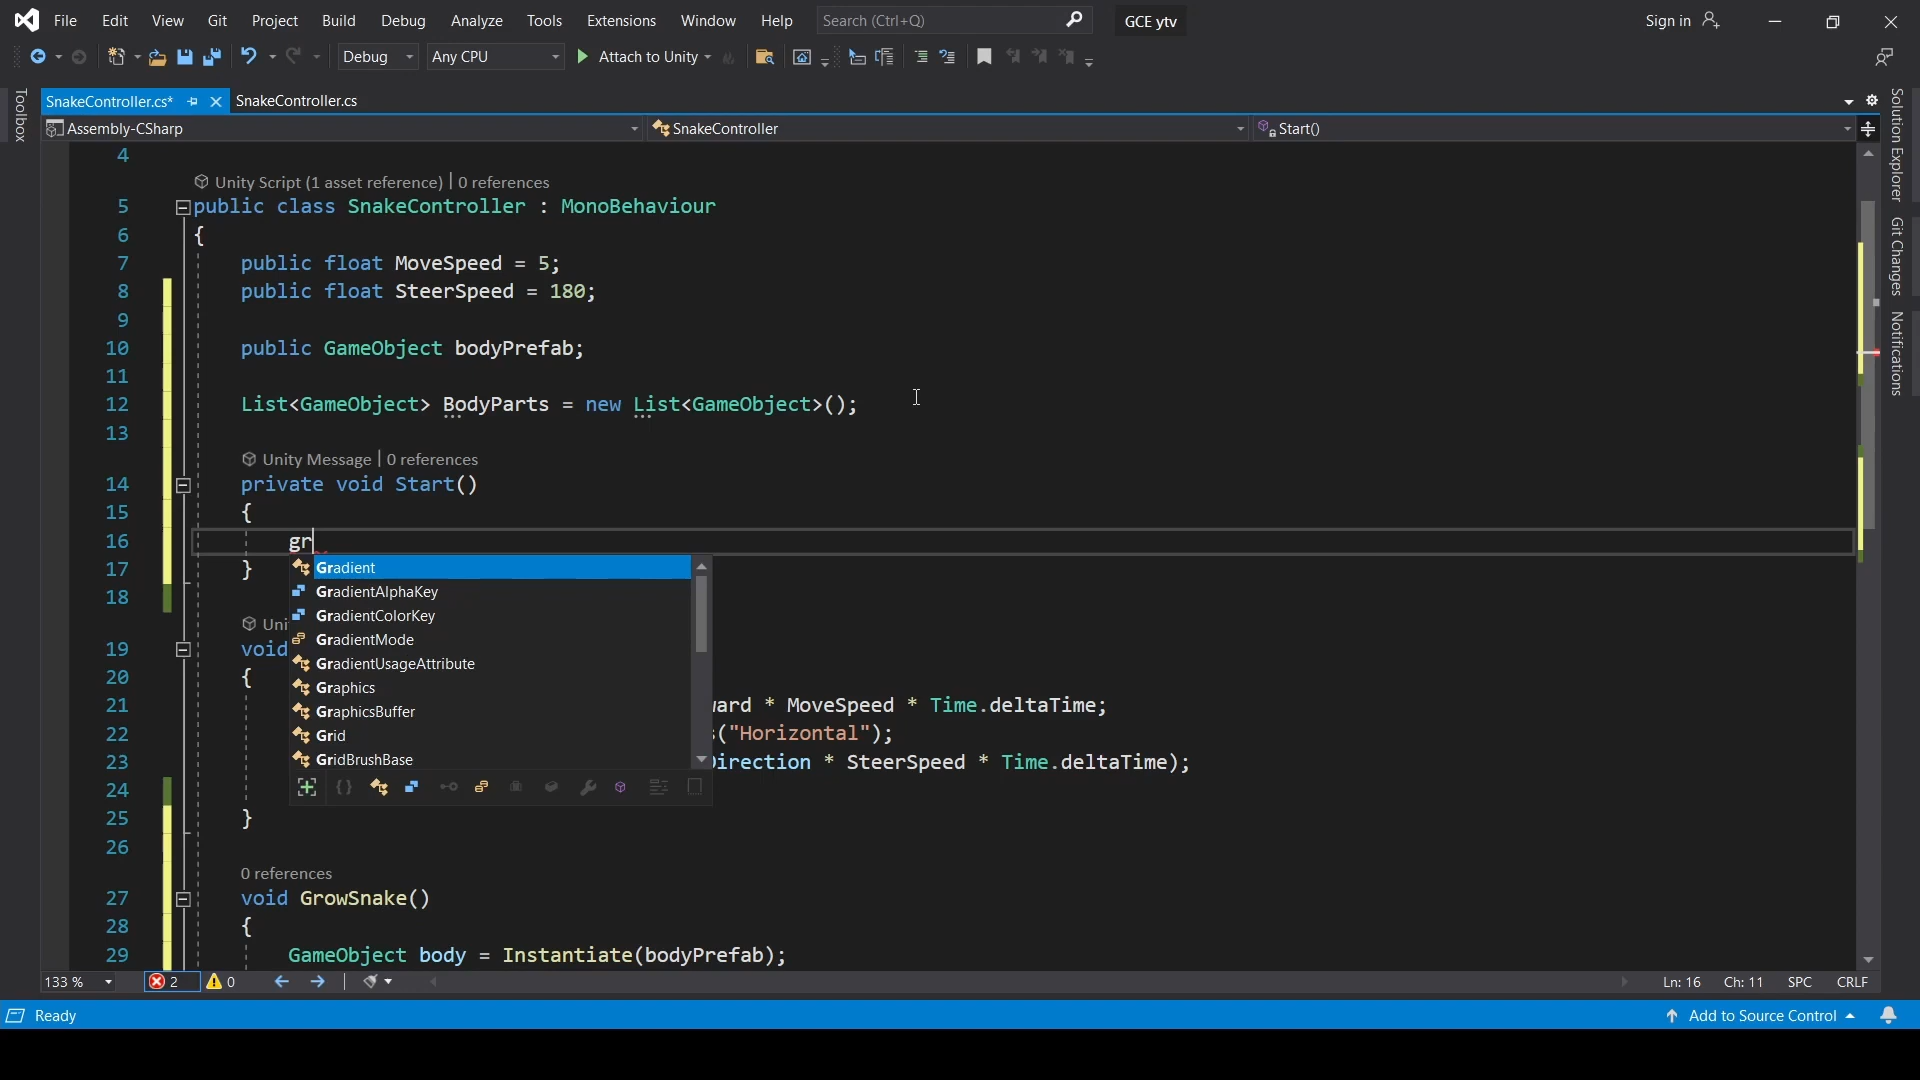 File Edit View Git Project Build Debug Analyze Tools Extensions Window Help Search (Ctrl+Q) GCE ytv Sign in
Debug Any CPU Attach to Unity
Toolbox
SnakeController.cs* SnakeController.cs
Assembly-CSharp SnakeController Start()
4
Unity Script (1 asset reference) | 0 references
5 public class SnakeController : MonoBehaviour
6 {
7 public float MoveSpeed = 5;
8 public float SteerSpeed = 180;
9
10 public GameObject bodyPrefab;
11
12 List<GameObject> BodyParts = new List<GameObject>();
13
Unity Message | 0 references
14 private void Start()
15 {
16 gr
17 }
18
Uni
19 void
20 {
21 ward * MoveSpeed * Time.deltaTime;
22 s("Horizontal");
23 Direction * SteerSpeed * Time.deltaTime);
24
25 }
26
0 references
27 void GrowSnake()
28 {
29 GameObject body = Instantiate(bodyPrefab);
Gradient
GradientAlphaKey
GradientColorKey
GradientMode
GradientUsageAttribute
Graphics
GraphicsBuffer
Grid
GridBrushBase
Solution Explorer
Git Changes
Notifications
133 % 2 0 Ln: 16 Ch: 11 SPC CRLF
Ready Add to Source Control